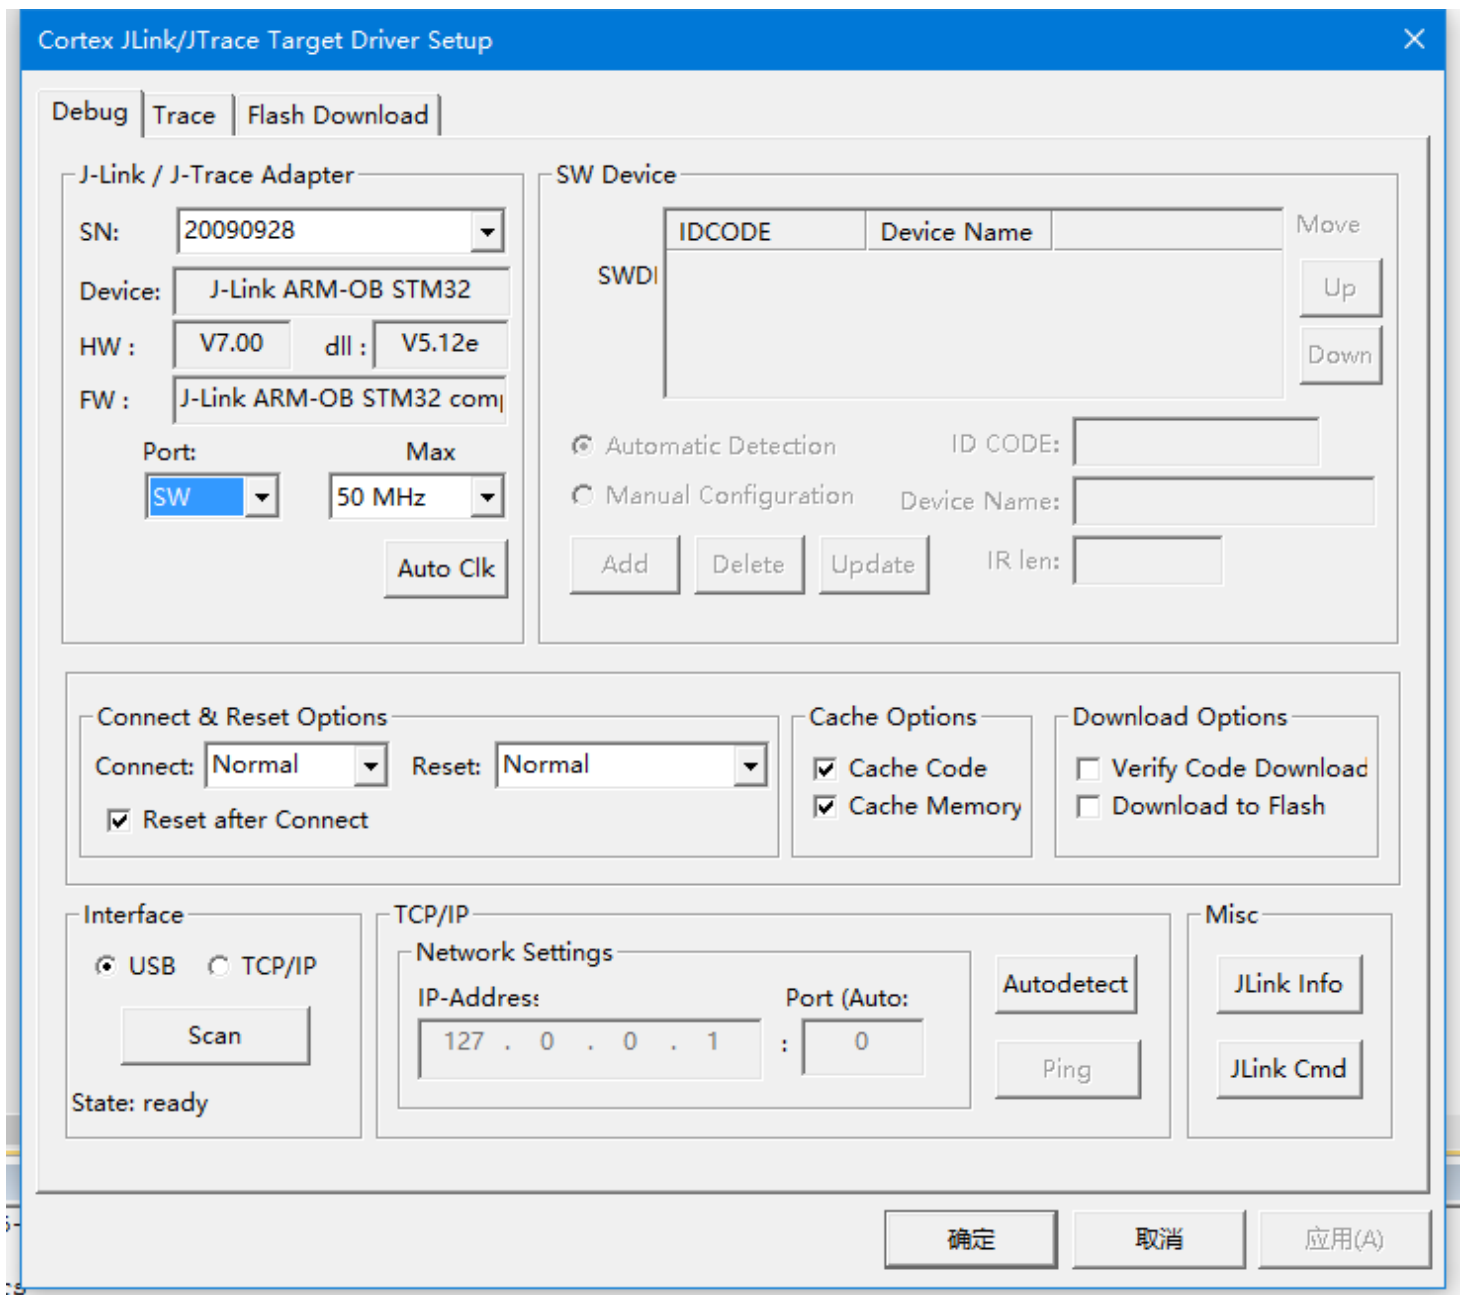 Cortex JLink/JTrace Target Driver Setup
Debug Trace Flash Download
J-Link / J-Trace Adapter
SN: 20090928
Device: J-Link ARM-OB STM32
HW : V7.00 dll : V5.12e
FW : J-Link ARM-OB STM32 com
Port: Max
SW 50 MHz
Auto Clk
SW Device
IDCODE Device Name
SWD
Move
Up
Down
Automatic Detection ID CODE:
Manual Configuration Device Name:
Add Delete Update IR len:
Connect & Reset Options
Connect: Normal Reset: Normal
Reset after Connect
Cache Options
Cache Code
Cache Memory
Download Options
Verify Code Download
Download to Flash
Interface
USB TCP/IP
Scan
State: ready
TCP/IP
Network Settings
IP-Address Port (Auto:
127 . 0 . 0 . 1 : 0
Autodetect
Ping
Misc
JLink Info
JLink Cmd
确定 取消 应用(A)